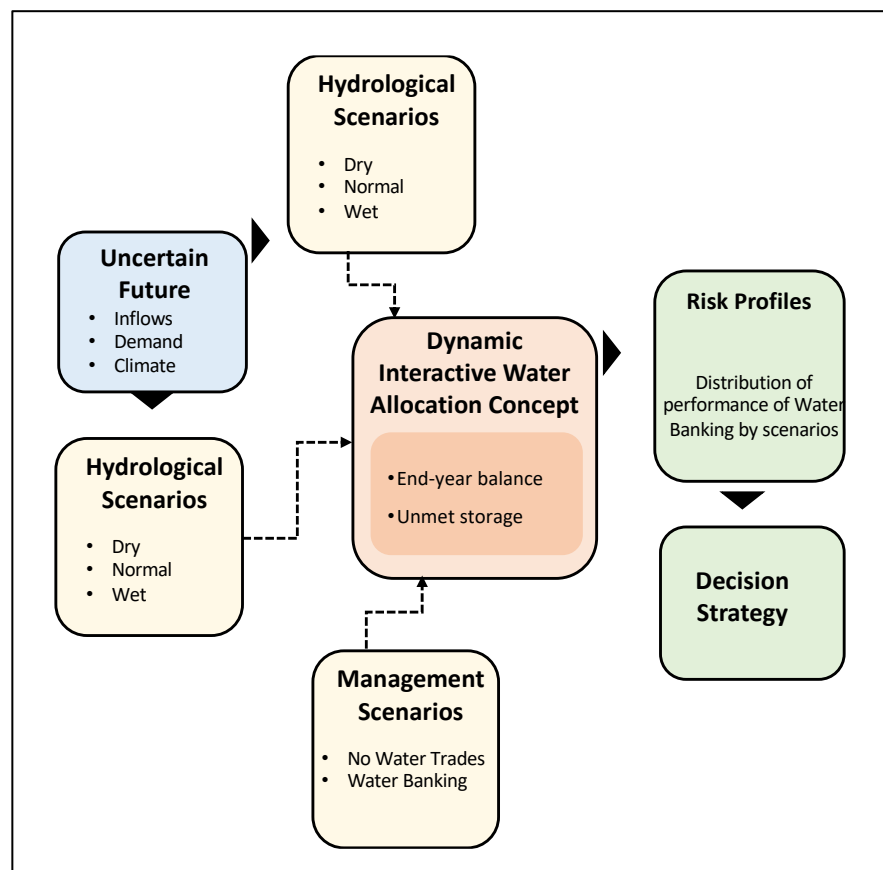 Hydrological
Scenarios
• Dry
• Normal
• Wet
Uncertain
Future
• Inflows
• Demand
• Climate
Hydrological
Scenarios
• Dry
• Normal
• Wet
Dynamic
Interactive Water
Allocation Concept
•End-year balance
•Unmet storage
Management
Scenarios
• No Water Trades
• Water Banking
Risk Profiles
Distribution of
performance of Water
Banking by scenarios
Decision
Strategy